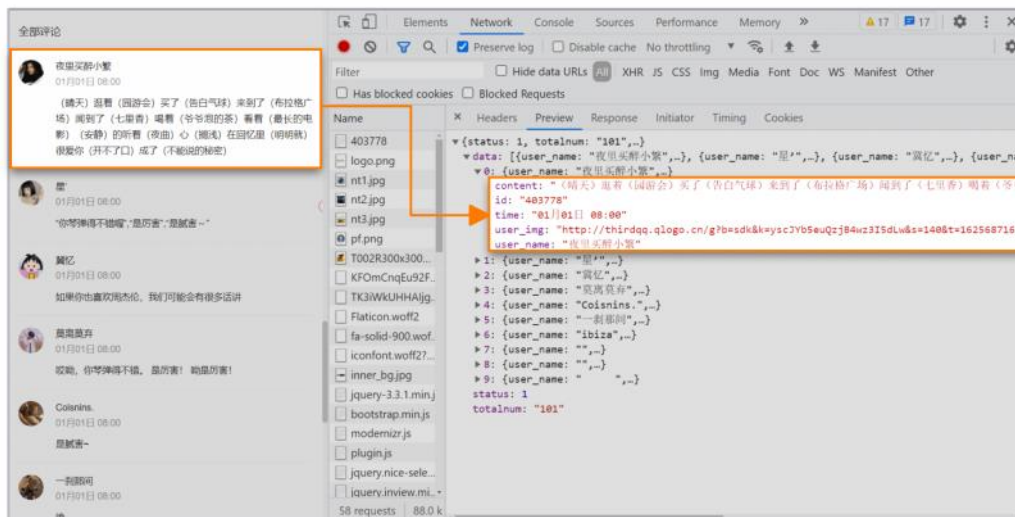 全部评论
夜里买醉小繁
01月01日 08:00
（晴天）逛着（园游会）买了（告白气球）来到了（布拉格广
场）闻到了（七里香）喝着（爷爷泡的茶）看着（最长的电
影）（安静）的听着（夜曲）心（搁浅）在回忆里（明明就）
很爱你（开不了口）成了（不能说的秘密）
星'
01月01日 08:00
"你琴弹得不错喔","是厉害","是腻害~"
冀忆
01月01日 08:00
如果你也喜欢周杰伦，我们可能会有很多话讲
莫离莫弃
01月01日 08:00
哎呦，你琴弹得不错。 是厉害！ 呦是厉害！
Coisnins.
01月01日 08:00
是腻害~
一刹那间
01月01日 08:00
Elements Network Console Sources Performance Memory » 17 17
Preserve log Disable cache No throttling
Filter Hide data URLs All XHR JS CSS Img Media Font Doc WS Manifest Other
Has blocked cookies Blocked Requests
Name × Headers Preview Response Initiator Timing Cookies
403778
logo.png
nt1.jpg
nt2.jpg
nt3.jpg
pf.png
T002R300x300...
KFOmCnqEu92F...
TK3iWkUHHAIjg...
Flaticon.woff2
fa-solid-900.wof...
iconfont.woff2?...
inner_bg.jpg
jquery-3.3.1.min.j
bootstrap.min.js
modernizr.js
plugin.js
jquery.nice-sele...
jquery.inview.mi...
58 requests 88.0 k
▼{status: 1, totalnum: "101",…}
▼data: [{user_name: "夜里买醉小繁",…}, {user_name: "星'",…}, {user_name: "冀忆",…}, {user_na
▼0: {user_name: "夜里买醉小繁",…}
content: "（晴天）逛着（园游会）买了（告白气球）来到了（布拉格广场）闻到了（七里香）喝着（爷
id: "403778"
time: "01月01日 08:00"
user_img: "http://thirdqq.qlogo.cn/g?b=sdk&k=yscJYb5euQzjB4wz3I5dLw&s=140&t=162568716
user_name: "夜里买醉小繁"
▶1: {user_name: "星'",…}
▶2: {user_name: "冀忆",…}
▶3: {user_name: "莫离莫弃",…}
▶4: {user_name: "Coisnins.",…}
▶5: {user_name: "一刹那间",…}
▶6: {user_name: "ibiza",…}
▶7: {user_name: "",…}
▶8: {user_name: "",…}
▶9: {user_name: " ",…}
status: 1
totalnum: "101"